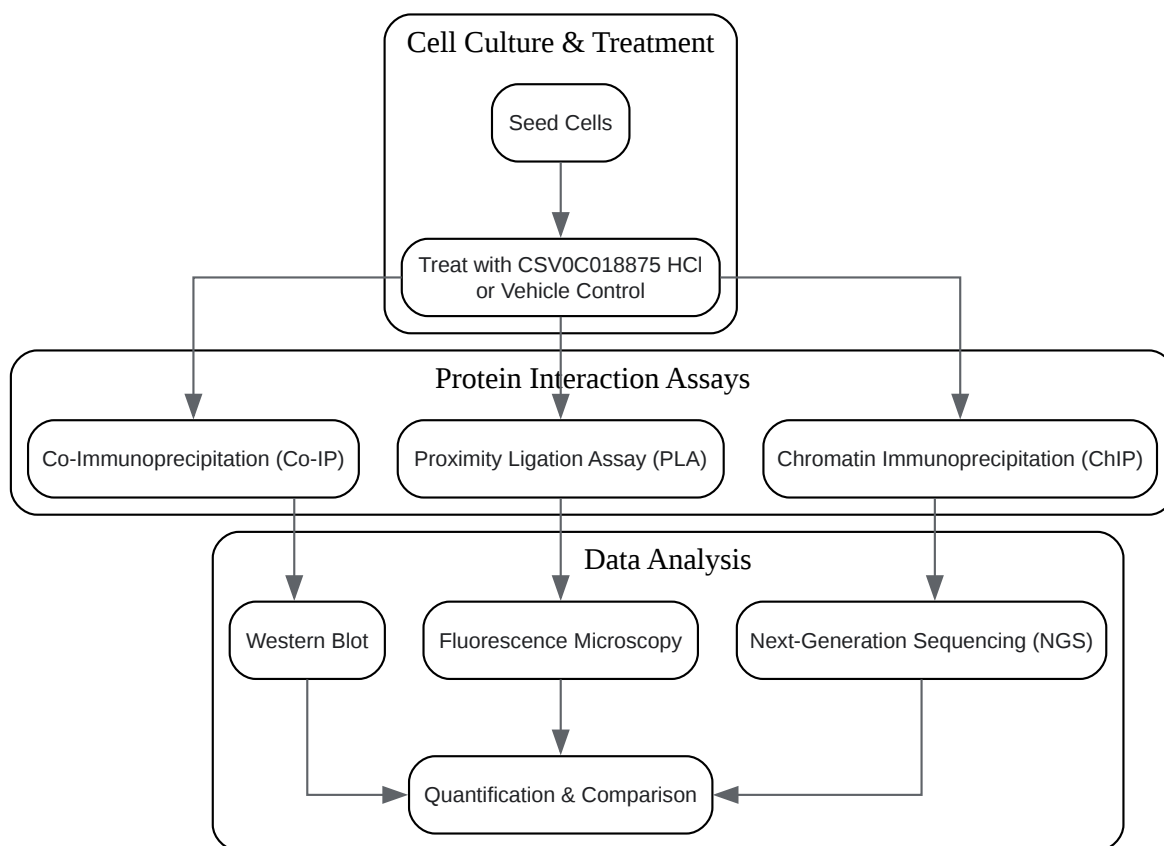 Cell Culture & Treatment
Seed Cells
Treat with CSV0C018875 HCl
or Vehicle Control
Protein Interaction Assays
Co-Immunoprecipitation (Co-IP)
Proximity Ligation Assay (PLA)
Chromatin Immunoprecipitation (ChIP)
Data Analysis
Western Blot
Fluorescence Microscopy
Next-Generation Sequencing (NGS)
Quantification & Comparison